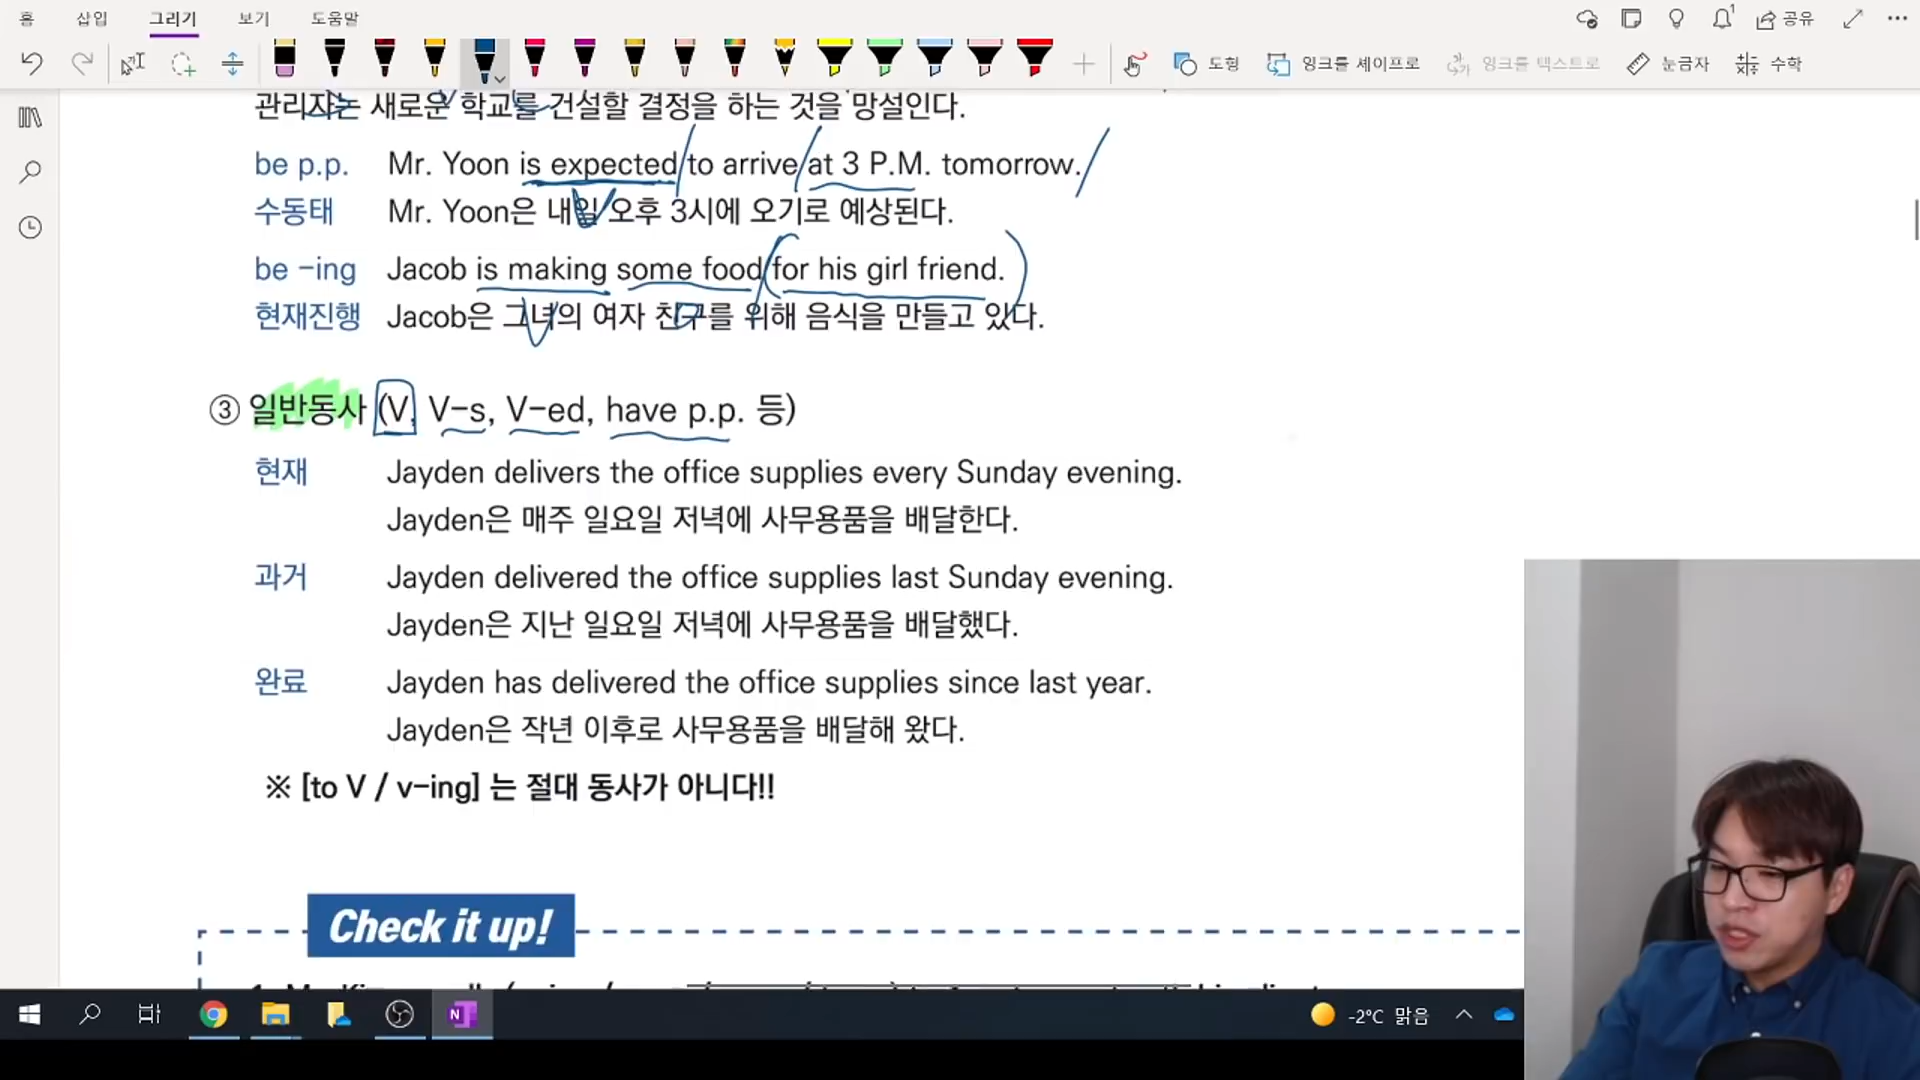 홈 삽입 그리기 보기 도움말
1
공유
도형 잉크를 셰이프로 잉크를 텍스트로 눈금자 수학
관리자는 새로운 학교를 건설할 결정을 하는 것을 망설인다.
be p.p. Mr. Yoon is expected to arrive at 3 P.M. tomorrow.
V
수동태 Mr. Yoon은 내일 오후 3시에 오기로 예상된다.
be -ing Jacob is making some food for his girl friend.
V
현재진행 Jacob은 그녀의 여자 친구를 위해 음식을 만들고 있다.
③ 일반동사 (V, V-s, V-ed, have p.p. 등)
현재 Jayden delivers the office supplies every Sunday evening.
Jayden은 매주 일요일 저녁에 사무용품을 배달한다.
과거 Jayden delivered the office supplies last Sunday evening.
Jayden은 지난 일요일 저녁에 사무용품을 배달했다.
완료 Jayden has delivered the office supplies since last year.
Jayden은 작년 이후로 사무용품을 배달해 왔다.
※ [to V / v-ing] 는 절대 동사가 아니다!!
Check it up!
N
-2°C 맑음